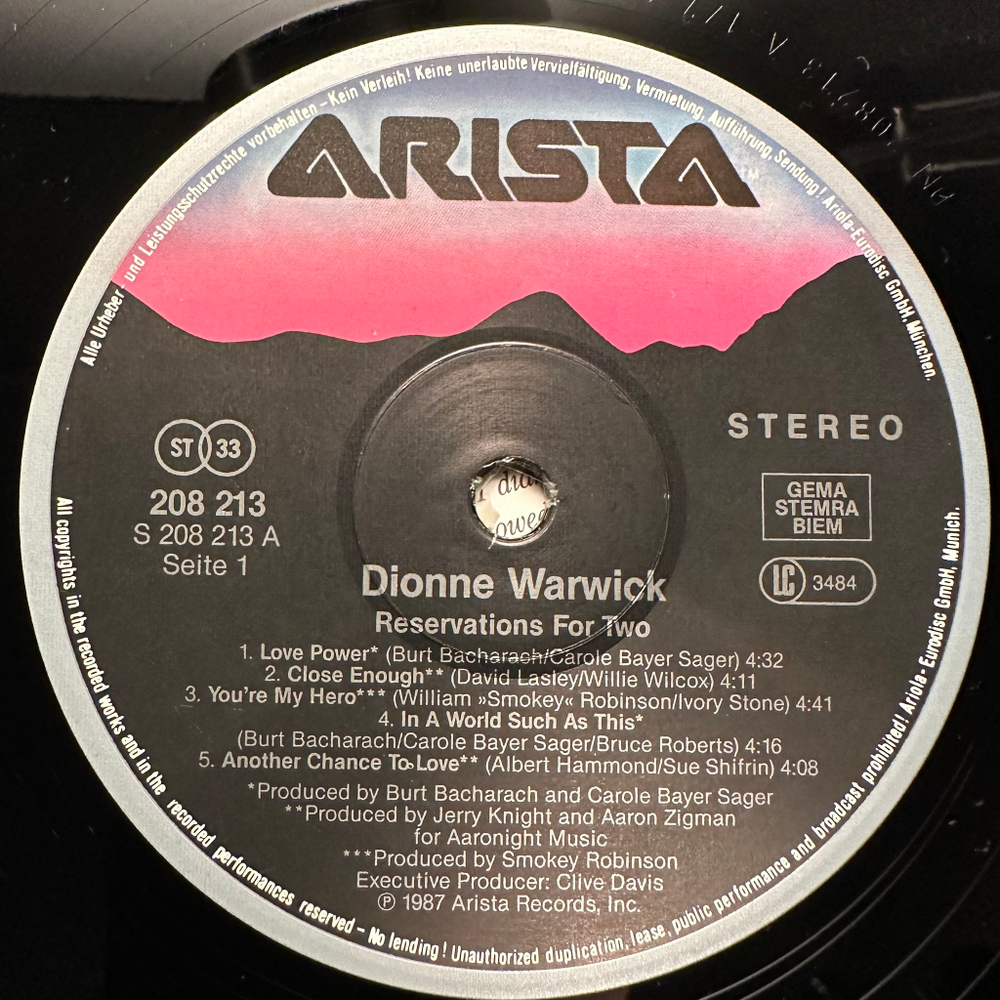 Alle Urheber- und Leistungsschutzrechte vorbehalten – Kein Verleih! Keine unerlaubte Vervielfältigung, Vermietung, Aufführung, Sendung! Ariola-Eurodisc GmbH, München.
ARISTA
TM
ST 33
STEREO
208 213
S 208 213 A
Seite 1
GEMA
STEMRA
BIEM
LC 3484
Dionne Warwick
Reservations For Two
1. Love Power* (Burt Bacharach/Carole Bayer Sager) 4:32
2. Close Enough** (David Lasley/Willie Wilcox) 4:11
3. You're My Hero*** (William »Smokey« Robinson/Ivory Stone) 4:41
4. In A World Such As This*
(Burt Bacharach/Carole Bayer Sager/Bruce Roberts) 4:16
5. Another Chance To Love** (Albert Hammond/Sue Shifrin) 4:08
*Produced by Burt Bacharach and Carole Bayer Sager
**Produced by Jerry Knight and Aaron Zigman
for Aaronight Music
***Produced by Smokey Robinson
Executive Producer: Clive Davis
℗ 1987 Arista Records, Inc.
All copyrights in the recorded works and in the recorded performances reserved – No lending! Unauthorized duplication, lease, public performance and broadcast prohibited! Ariola-Eurodisc GmbH, Munich.